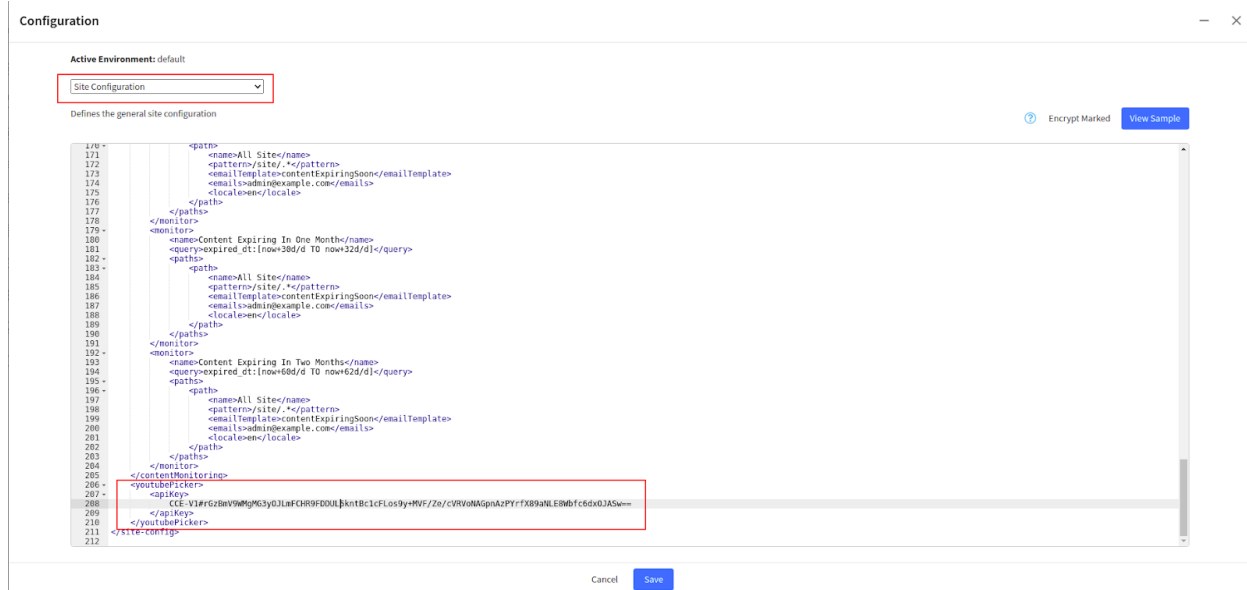 Configuration
Active Environment: default
Site Configuration
Defines the general site configuration
Encrypt Marked
View Sample
170 <path>
171 <name>All Site</name>
172 <pattern>/site/.*</pattern>
173 <emailTemplate>contentExpiringSoon</emailTemplate>
174 <emails>admin@example.com</emails>
175 <locale>en</locale>
176 </path>
177 </paths>
178 </monitor>
179 <monitor>
180 <name>Content Expiring In One Month</name>
181 <query>expired_dt:[now+30d/d TO now+32d/d]</query>
182 <paths>
183 <path>
184 <name>All Site</name>
185 <pattern>/site/.*</pattern>
186 <emailTemplate>contentExpiringSoon</emailTemplate>
187 <emails>admin@example.com</emails>
188 <locale>en</locale>
189 </path>
190 </paths>
191 </monitor>
192 <monitor>
193 <name>Content Expiring In Two Months</name>
194 <query>expired_dt:[now+60d/d TO now+62d/d]</query>
195 <paths>
196 <path>
197 <name>All Site</name>
198 <pattern>/site/.*</pattern>
199 <emailTemplate>contentExpiringSoon</emailTemplate>
200 <emails>admin@example.com</emails>
201 <locale>en</locale>
202 </path>
203 </paths>
204 </monitor>
205 </contentMonitoring>
206 <youtubePicker>
207 <apiKey>
208 CCE-V1#rGzBmV9WMgMG3yOJLmFCHR9FDDUL5kntBc1cFLos9y+MVF/Ze/cVRVoNAGpnAzPYrfX89aNLE8Wbfc6dxOJASw==
209 </apiKey>
210 </youtubePicker>
211 </site-config>
212
Cancel
Save